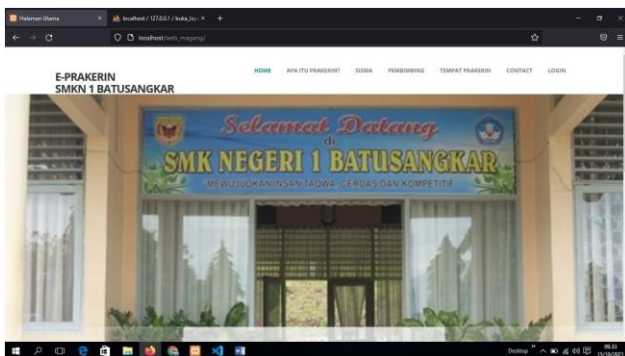 Halaman Utama
localhost / 127.0.0.1 /
localhost/web_magang/
E-PRAKERIN
SMKN 1 BATUSANGKAR
HOME APA ITU PRAKERIN? SISWA PEMBIMBING TEMPAT PRAKERIN CONTACT LOGIN
Selamat Datang
di
SMK NEGERI 1 BATUSANGKAR
MEWUJUDKAN INSAN TAQWA, CERDAS DAN KOMPETITIF
Desktop
09.33